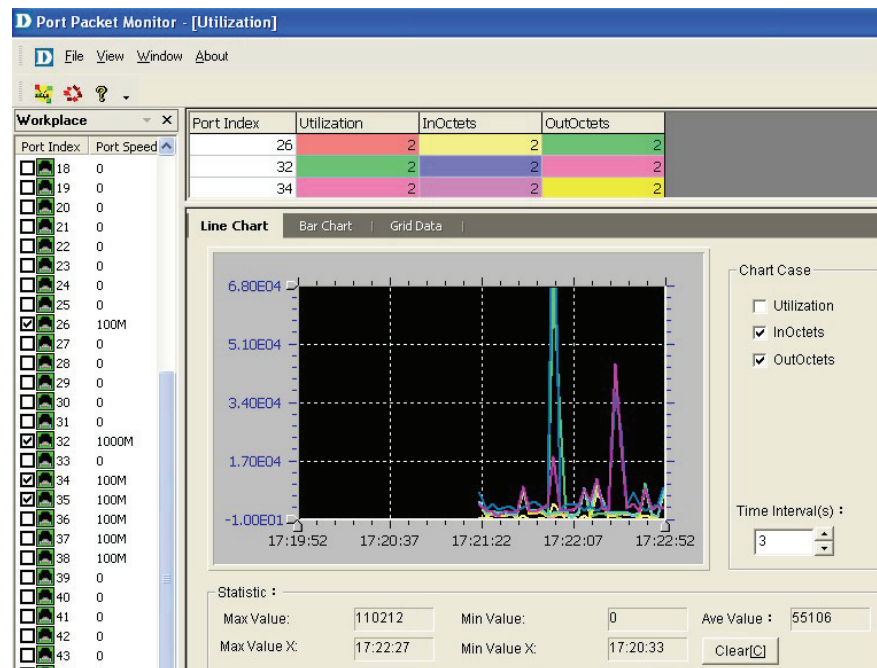 D Port Packet Monitor - [Utilization]
D File View Window About
?
Workplace
Port Index Port Speed
18 0
19 0
20 0
21 0
22 0
23 0
24 0
25 0
26 100M
27 0
28 0
29 0
30 0
31 0
32 1000M
33 0
34 100M
35 100M
36 100M
37 100M
38 100M
39 0
40 0
41 0
42 0
43 0
Port Index Utilization InOctets OutOctets
26 2 2 2
32 2 2 2
34 2 2 2
Line Chart | Bar Chart | Grid Data |
6.80E04
5.10E04
3.40E04
1.70E04
-1.00E01
17:19:52 17:20:37 17:21:22 17:22:07 17:22:52
Chart Case
Utilization
InOctets
OutOctets
Time Interval(s) :
3
Statistic :
Max Value: 110212 Min Value: 0 Ave Value : 55106
Max Value X: 17:22:27 Min Value X: 17:20:33 Clear[C]